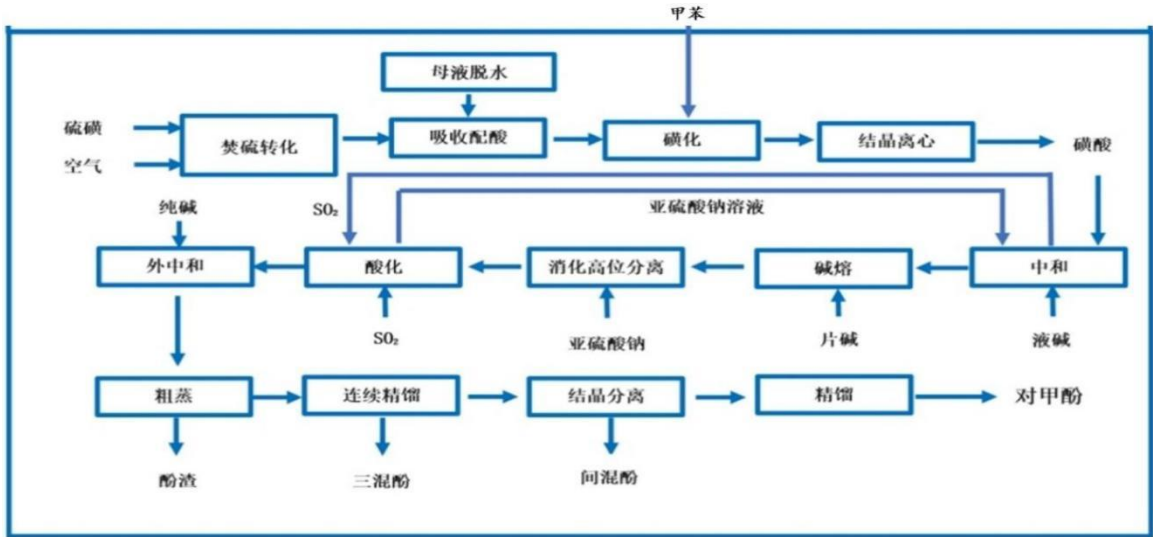 甲苯
母液脱水
硫磺
空气
焚硫转化
吸收配酸
磺化
结晶离心
磺酸
纯碱
SO₂
亚硫酸钠溶液
外中和
酸化
消化高位分离
碱熔
中和
SO₂
亚硫酸钠
片碱
液碱
粗蒸
连续精馏
结晶分离
精馏
对甲酚
酚渣
三混酚
间混酚